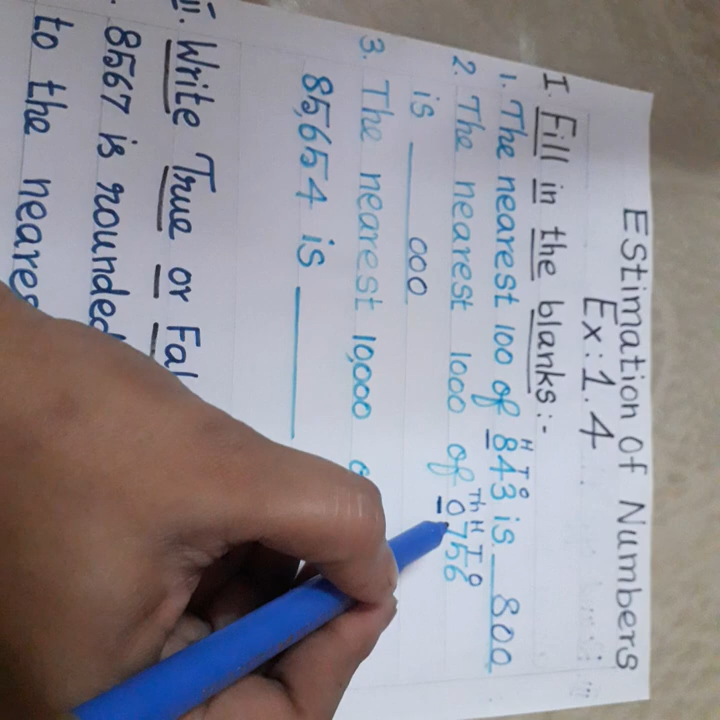 Estimation Of Numbers
Ex:1.4
I. Fill in the blanks:-
H T O
1. The nearest 100 of 843 is 800
Th H T O
2. The nearest 1000 of 0756
is 000
3. The nearest 10,000
85,654 is
II. Write True or
8567 is rounded
to the